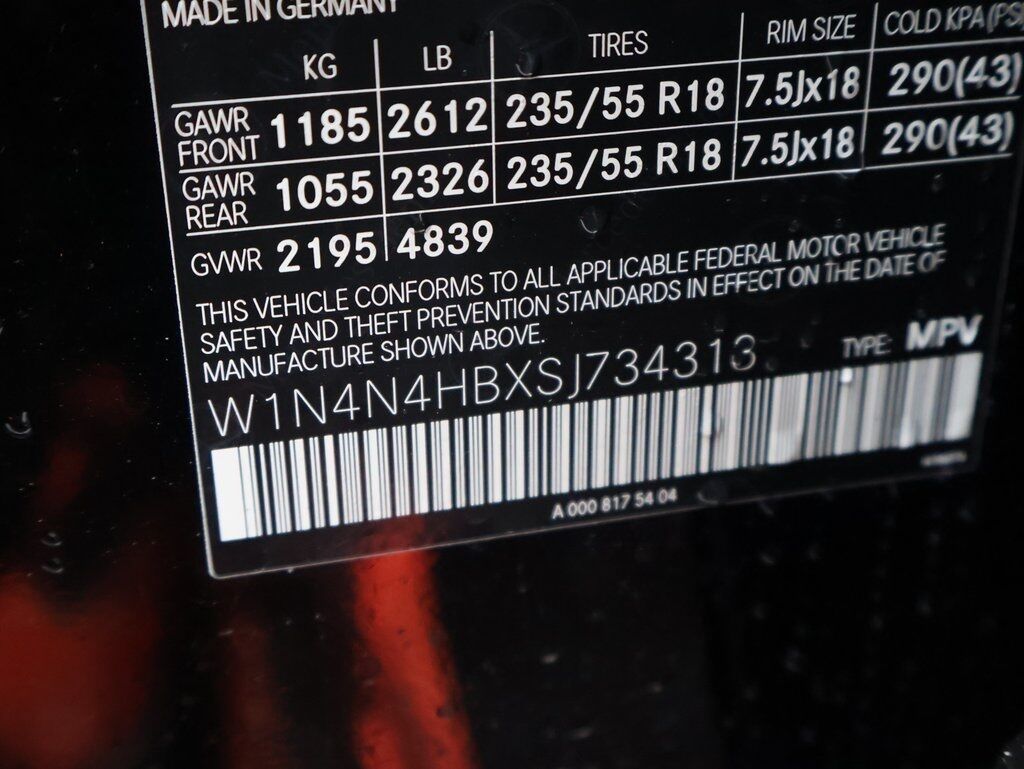 MADE IN GERMANY
KG LB TIRES RIM SIZE COLD KPA(PSI
GAWR FRONT 1185 2612 235/55 R18 7.5Jx18 290(43)
GAWR REAR 1055 2326 235/55 R18 7.5Jx18 290(43)
GVWR 2195 4839
THIS VEHICLE CONFORMS TO ALL APPLICABLE FEDERAL MOTOR VEHICLE
SAFETY AND THEFT PREVENTION STANDARDS IN EFFECT ON THE DATE OF
MANUFACTURE SHOWN ABOVE.
W1N4N4HBXSJ734313 TYPE: MPV
A 000 817 54 04